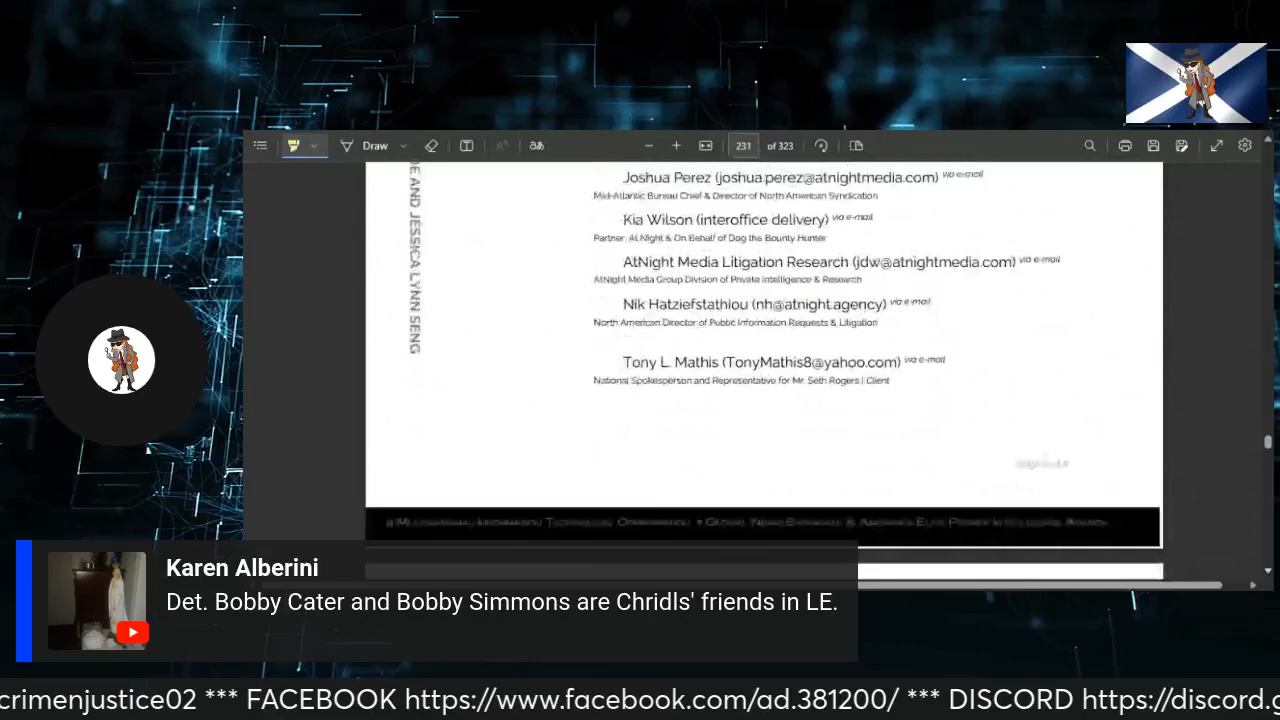 Draw
231 of 323
DE AND JESSICA LYNN SENG
Joshua Perez (joshua.perez@atnightmedia.com) via e-mail
Mid-Atlantic Bureau Chief & Director of North American Syndication
Kia Wilson (interoffice delivery) via e-mail
Partner, At Night & On Behalf of Dog the Bounty Hunter
AtNight Media Litigation Research (jdw@atnightmedia.com) via e-mail
AtNight Media Group Division of Private Intelligence & Research
Nik Hatziefstathiou (nh@atnight.agency) via e-mail
North American Director of Public Information Requests & Litigation
Tony L. Mathis (TonyMathis8@yahoo.com) via e-mail
National Spokesperson and Representative for Mr. Seth Rogers | Client
Karen Alberini
Det. Bobby Cater and Bobby Simmons are Chridls' friends in LE.
crimenjustice02 *** FACEBOOK https://www.facebook.com/ad.381200/ *** DISCORD https://discord.g